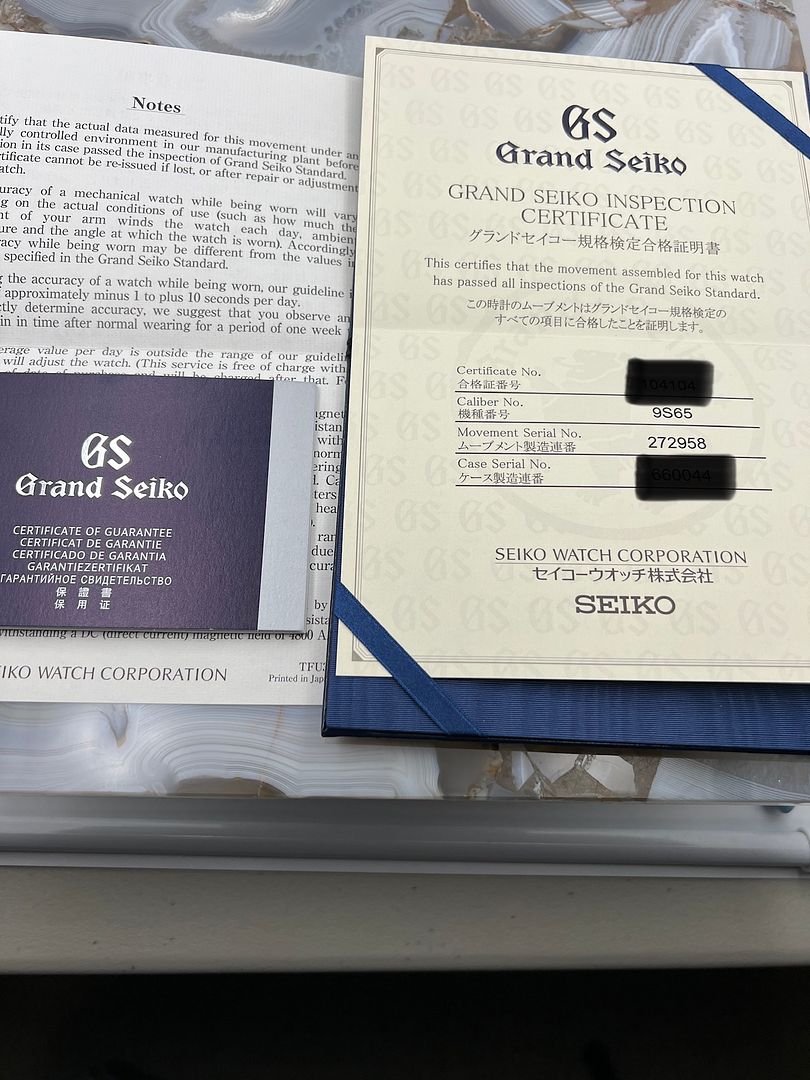 Notes
tify that the actual data measured for this movement under an
lly controlled environment in our manufacturing plant before
ion in its case passed the inspection of Grand Seiko Standard.
rtificate cannot be re-issued if lost, or after repair or adjustment
atch.
uracy of a mechanical watch while being worn will vary
g on the actual conditions of use (such as how much the
nt of your arm winds the watch each day, ambien
ure and the angle at which the watch is worn). Accordingly
racy while being worn may be different from the values i
specified in the Grand Seiko Standard.
g the accuracy of a watch while being worn, our guideline i
approximately minus 1 to plus 10 seconds per day.
ctly determine accuracy, we suggest that you observe an
in in time after normal wearing for a period of one week
erage value per day is outside the range of our guideli
will adjust the watch. (This service is free of charge with
and will be charged after that. F
GS
Grand Seiko
CERTIFICATE OF GUARANTEE
CERTIFICAT DE GARANTIE
CERTIFICADO DE GARANTIA
GARANTIEZERTIFIKAT
ГАРАНТИЙНОЕ СВИДЕТЕЛЬСТВО
保證書
保用证
withstanding a DC (direct current) magnetic field of 4800 A
EIKO WATCH CORPORATION
Printed in Jap
GS
Grand Seiko
GRAND SEIKO INSPECTION
CERTIFICATE
グランドセイコー規格検定合格証明書
This certifies that the movement assembled for this watch
has passed all inspections of the Grand Seiko Standard.
この時計のムーブメントはグランドセイコー規格検定の
すべての項目に合格したことを証明します。
Certificate No.
合格証番号
Caliber No.
機種番号 9S65
Movement Serial No.
ムーブメント製造連番 272958
Case Serial No.
ケース製造連番
SEIKO WATCH CORPORATION
セイコーウオッチ株式会社
SEIKO